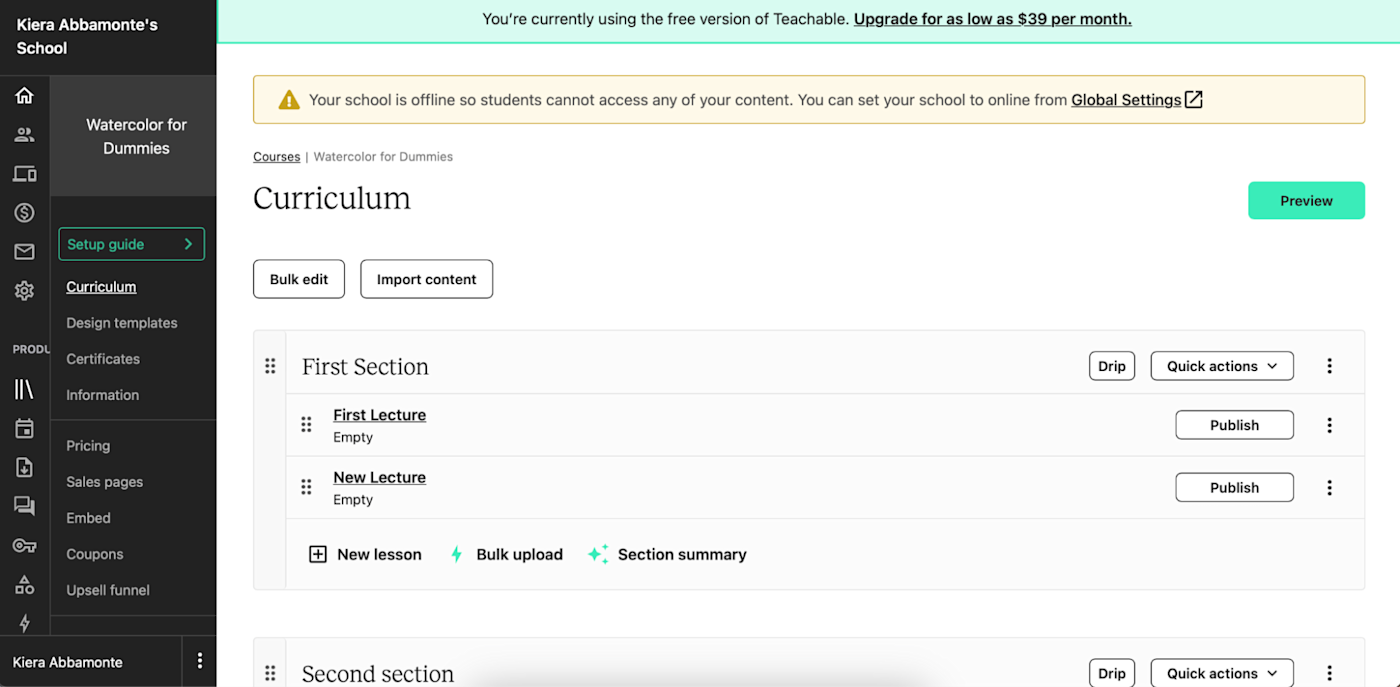 Kiera Abbamonte's
School
You're currently using the free version of Teachable. Upgrade for as low as $39 per month.
Watercolor for
Dummies
Setup guide
Curriculum
Design templates
Certificates
Information
Pricing
Sales pages
Embed
Coupons
Upsell funnel
PRODU
Kiera Abbamonte
Your school is offline so students cannot access any of your content. You can set your school to online from Global Settings
Courses | Watercolor for Dummies
Curriculum
Preview
Bulk edit Import content
First Section Drip Quick actions
First Lecture
Empty
Publish
New Lecture
Empty
Publish
New lesson Bulk upload Section summary
Second section Drip Quick actions